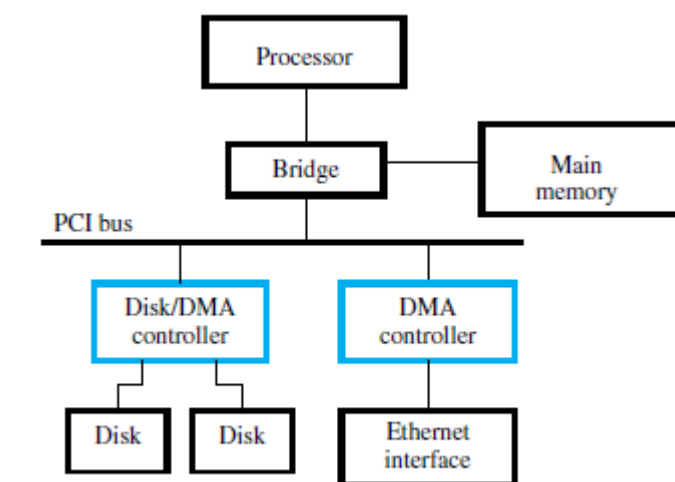 Processor
Bridge
Main
memory
PCI bus
Disk/DMA
controller
DMA
controller
Disk
Disk
Ethernet
interface